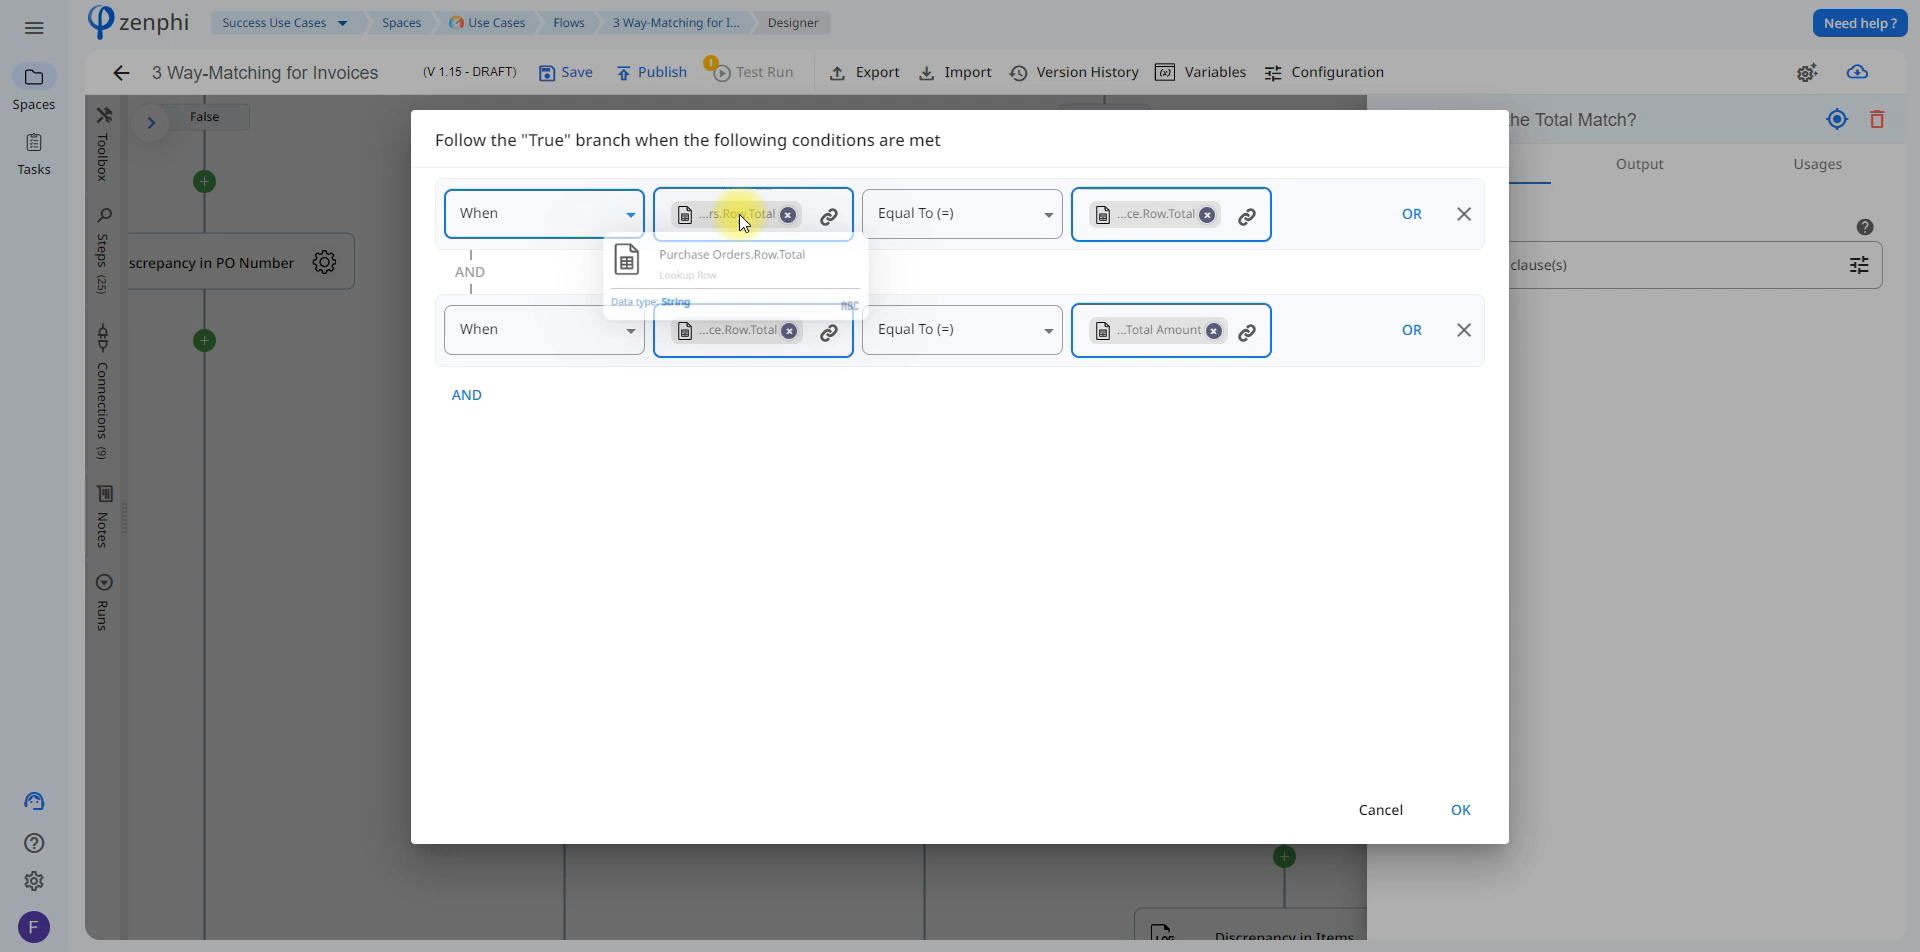 zenphi
Success Use Cases
Spaces
Use Cases
Flows
3 Way-Matching for I...
Designer
Need help ?
3 Way-Matching for Invoices
(V 1.15 - DRAFT)
Save
Publish
!
Test Run
Export
Import
Version History
Variables
Configuration
Spaces
Tasks
Toolbox
Steps (25)
Connections (9)
Notes
Runs
False
screpancy in PO Number
Follow the "True" branch when the following conditions are met
When
...rs.Row.Total
Equal To (=)
...ce.Row.Total
OR
Purchase Orders.Row.Total
Lookup Row
Data type: String
ABC
AND
When
...ce.Row.Total
Equal To (=)
...Total Amount
OR
AND
Cancel
OK
he Total Match?
Output
Usages
clause(s)
LOG
Discrepancy in Items
F